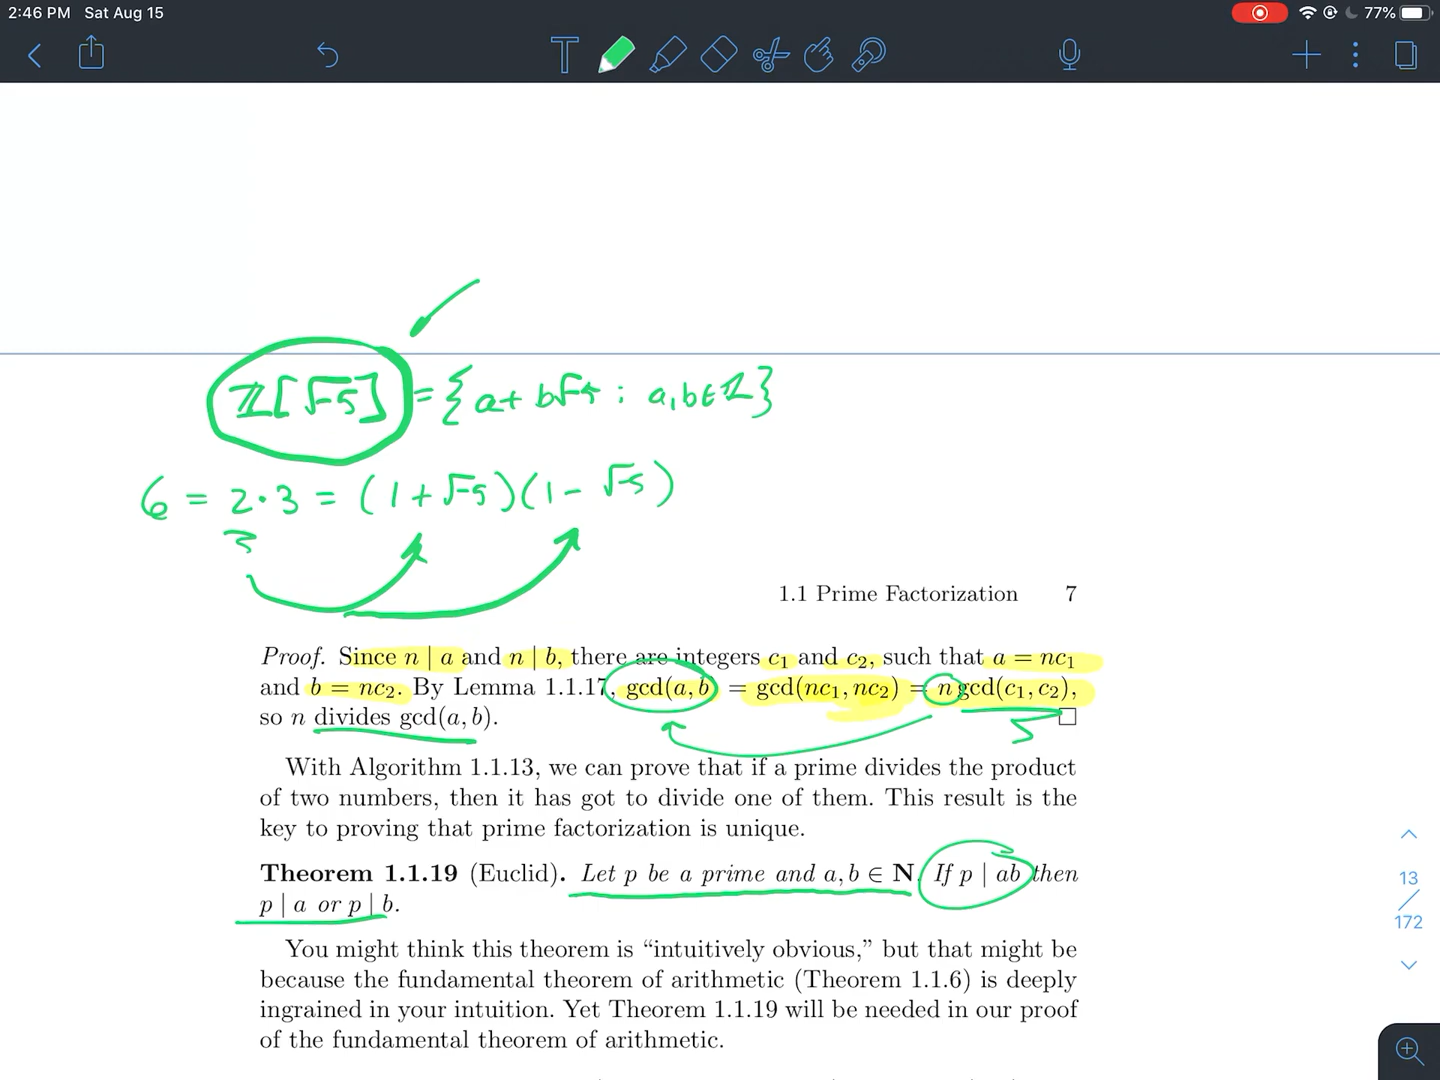 2:46 PM Sat Aug 15
77%
ℤ[√-5] = {a + b√-5 : a,b ∈ ℤ}
6 = 2·3 = (1+√-5)(1-√-5)
1.1 Prime Factorization 7
Proof. Since n | a and n | b, there are integers c₁ and c₂, such that a = nc₁
and b = nc₂. By Lemma 1.1.17, gcd(a, b) = gcd(nc₁, nc₂) = n gcd(c₁, c₂),
so n divides gcd(a, b). □
With Algorithm 1.1.13, we can prove that if a prime divides the product
of two numbers, then it has got to divide one of them. This result is the
key to proving that prime factorization is unique.
Theorem 1.1.19 (Euclid). Let p be a prime and a, b ∈ N. If p | ab then
p | a or p | b.
You might think this theorem is “intuitively obvious,” but that might be
because the fundamental theorem of arithmetic (Theorem 1.1.6) is deeply
ingrained in your intuition. Yet Theorem 1.1.19 will be needed in our proof
of the fundamental theorem of arithmetic.
13
/
172